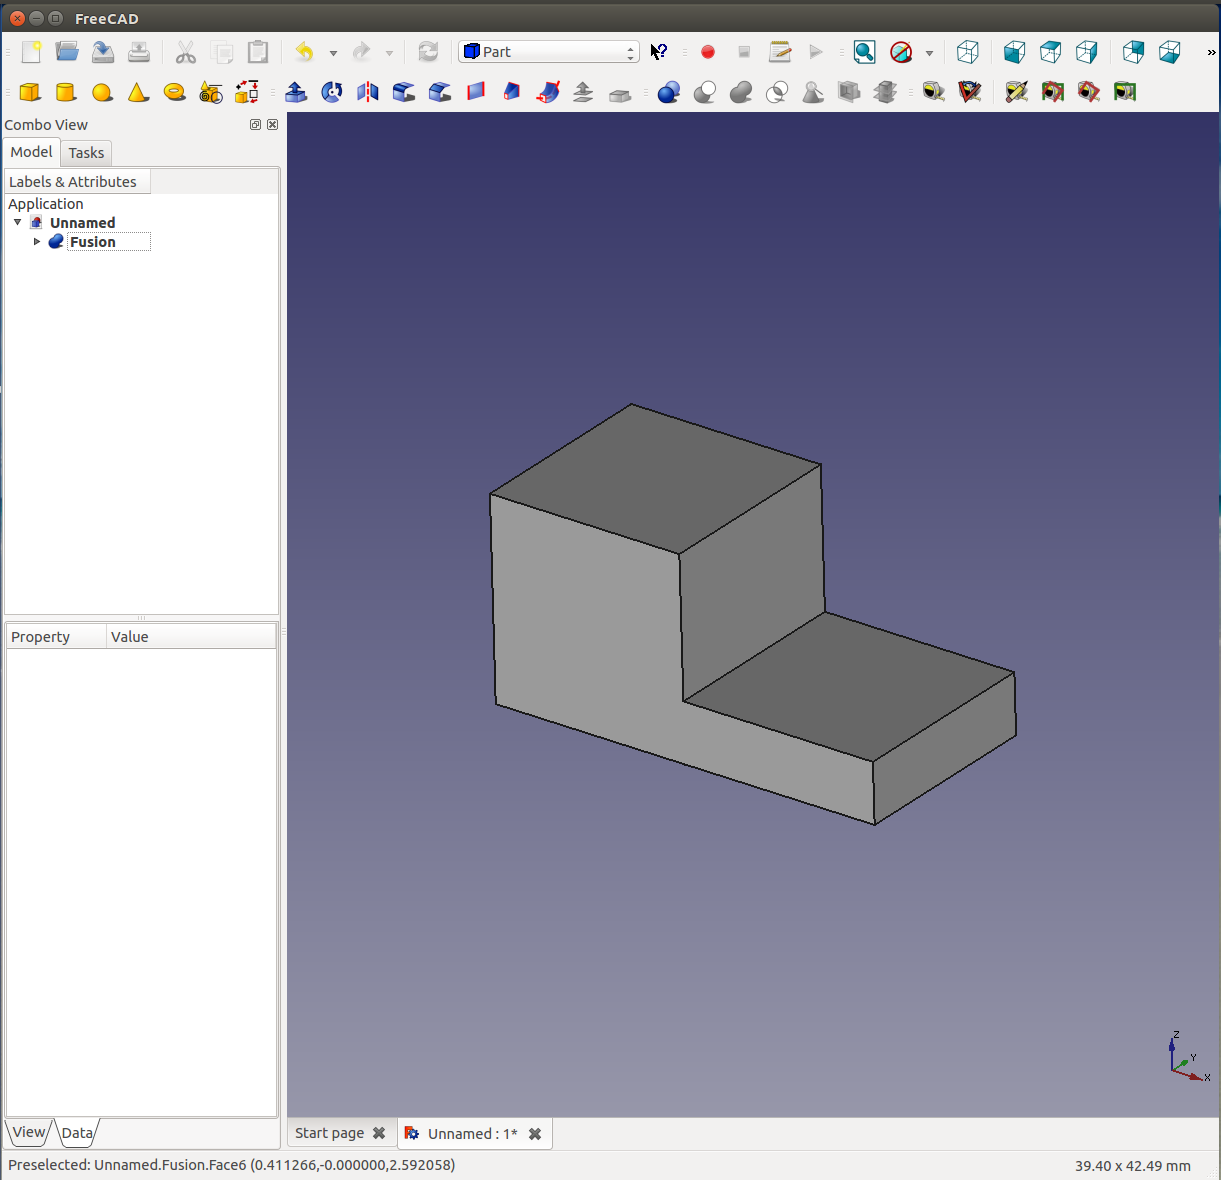 FreeCAD
Part
»
Combo View
Model Tasks
Labels & Attributes
Application
Unnamed
Fusion
Property Value
View Data
Z
Y
X
Start page Unnamed : 1*
Preselected: Unnamed.Fusion.Face6 (0.411266,-0.000000,2.592058) 39.40 x 42.49 mm